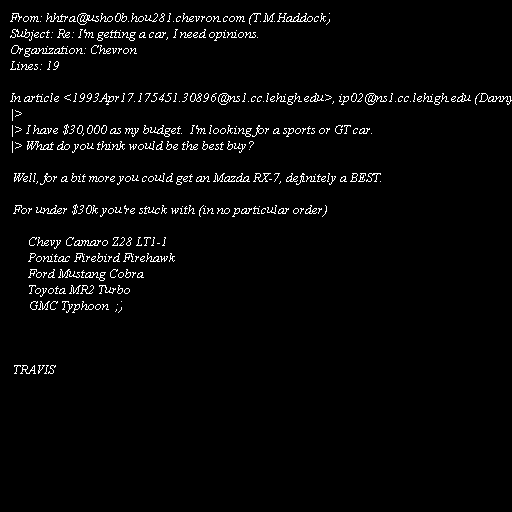 From: hhtra@usho0b.hou281.chevron.com (T.M.Haddock)
Subject: Re: I'm getting a car, I need opinions.
Organization: Chevron
Lines: 19
In article <1993Apr17.175451.30896@ns1.cc.lehigh.edu>, ip02@ns1.cc.lehigh.edu (Danny
|>
|> I have $30,000 as my budget.  I'm looking for a sports or GT car.
|> What do you think would be the best buy?
Well, for a bit more you could get an Mazda RX-7, definitely a BEST.
For under $30k you're stuck with (in no particular order)
Chevy Camaro Z28 LT1-1
Ponitac Firebird Firehawk
Ford Mustang Cobra
Toyota MR2 Turbo
GMC Typhoon  ;)
TRAVIS